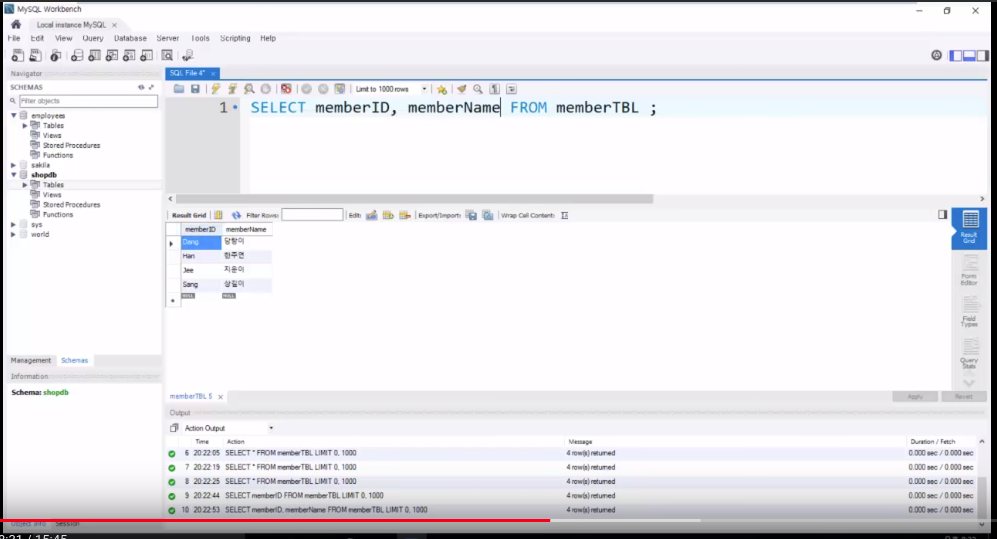 MySQL Workbench
Local instance MySQL ×
File Edit View Query Database Server Tools Scripting Help
Navigator
SQL File 4* ×
SCHEMAS
Limit to 1000 rows
Filter objects
1 SELECT memberID, memberName FROM memberTBL ;
employees
Tables
Views
Stored Procedures
Functions
sakila
shopdb
Tables
Views
Stored Procedures
Functions
sys
world
Result Grid Filter Rows: Edit: Export/Import: Wrap Cell Content:
memberID memberName
Dang 당탕이
Han 한주연
Jee 지운이
Sang 상길이
NULL NULL
Result Grid
Form Editor
Field Types
Query Stats
Management Schemas
Information
Schema: shopdb
memberTBL 5 ×
Apply Revert
Output
Action Output
Time Action Message Duration / Fetch
6 20:22:05 SELECT * FROM memberTBL LIMIT 0, 1000 4 row(s) returned 0.000 sec / 0.000 sec
7 20:22:19 SELECT * FROM memberTBL LIMIT 0, 1000 4 row(s) returned 0.000 sec / 0.000 sec
8 20:22:25 SELECT * FROM memberTBL LIMIT 0, 1000 4 row(s) returned 0.000 sec / 0.000 sec
9 20:22:44 SELECT memberID FROM memberTBL LIMIT 0, 1000 4 row(s) returned 0.000 sec / 0.000 sec
10 20:22:53 SELECT memberID, memberName FROM memberTBL LIMIT 0, 1000 4 row(s) returned 0.000 sec / 0.000 sec
Object Info Session